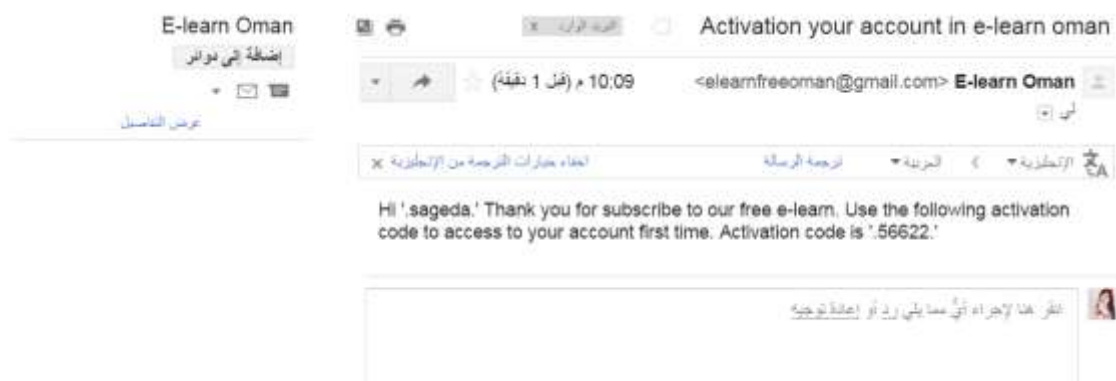 Activation your account in e-learn oman
البريد الوارد x
E-learn Oman
إضافة إلى دوائر
عرض التفاصيل
E-learn Oman <elearnfreeoman@gmail.com>
10:09 م (قبل 1 دقيقة)
لي
الإنجليزية
العربية
ترجمة الرسالة
اخفاء خيارات الترجمة من الإنجليزية x
Hi '.sageda.' Thank you for subscribe to our free e-learn. Use the following activation
code to access to your account first time. Activation code is '.56622.'
انقر هنا لإجراء أيٍّ مما يلي رد أو إعادة توجيه